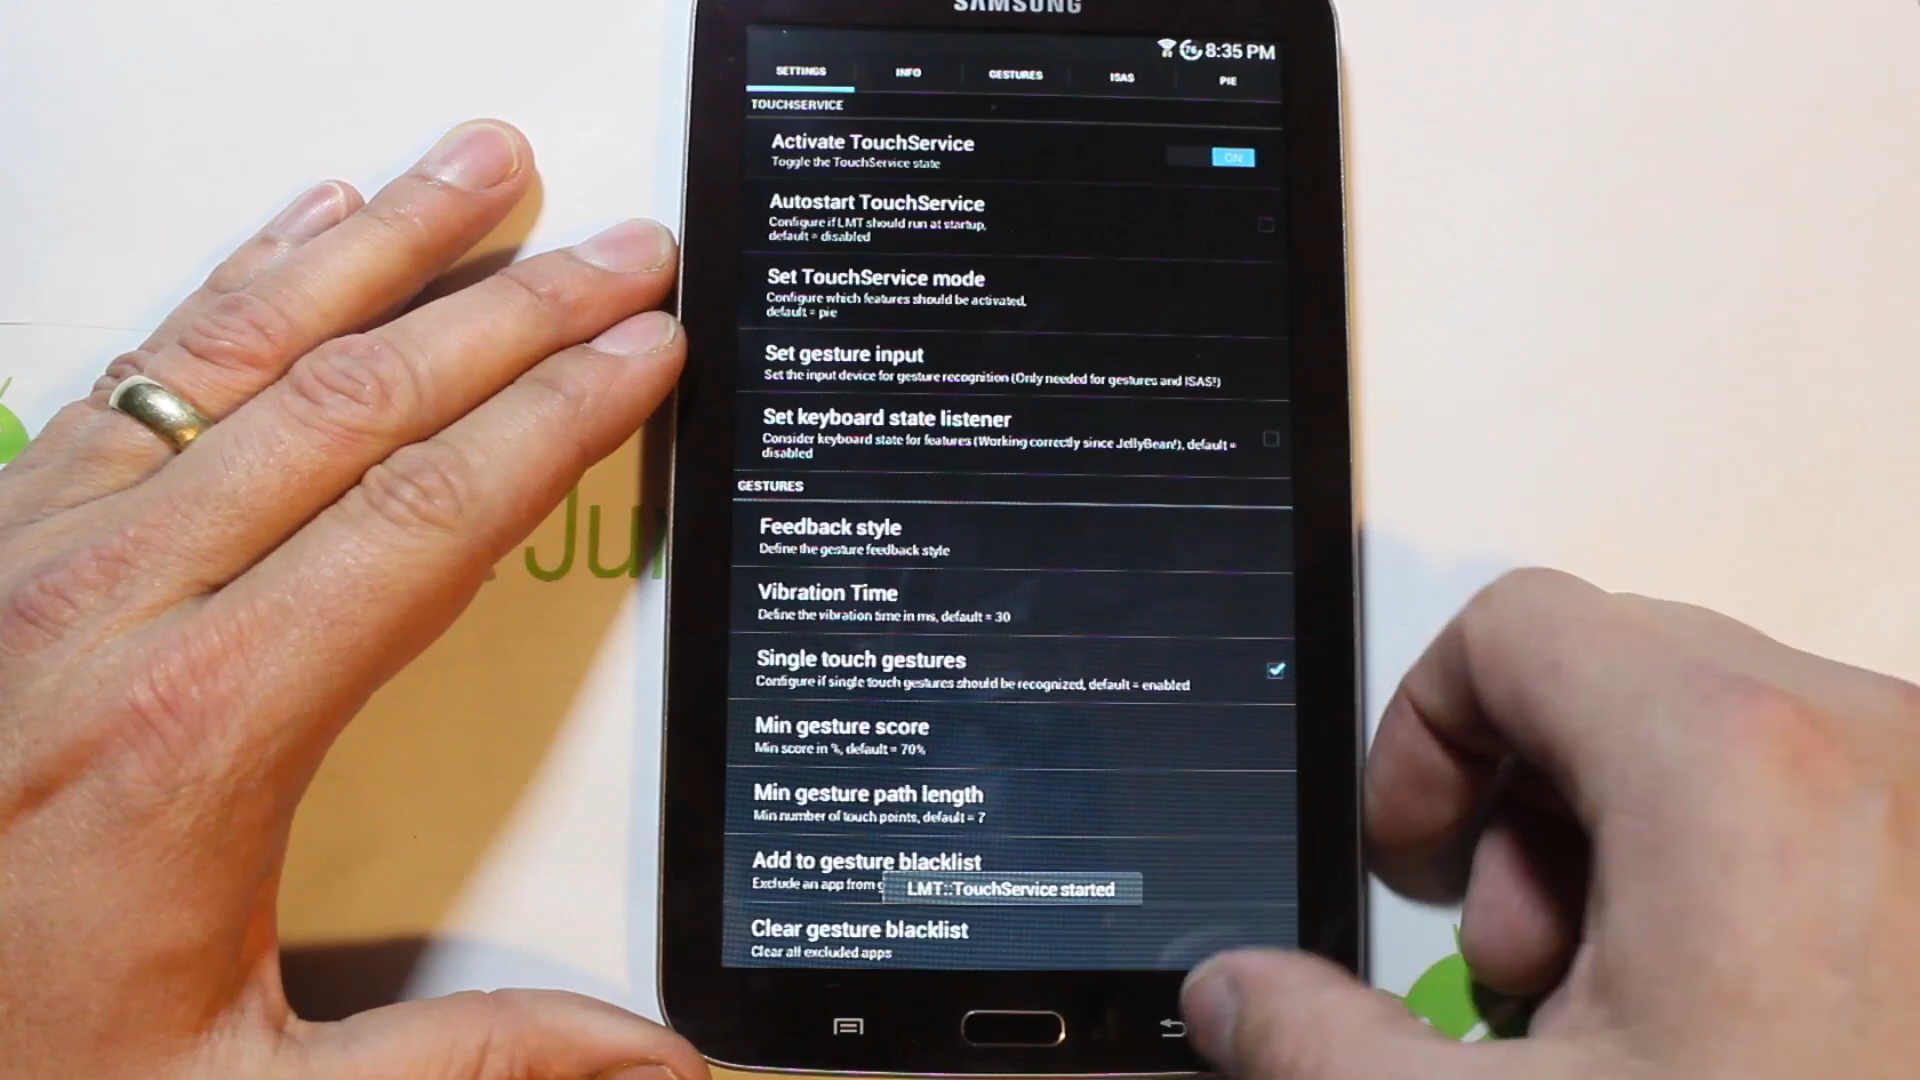 SAMSUNG
8:35 PM
SETTINGS INFO GESTURES ISAS PIE
TOUCHSERVICE
Activate TouchService
Toggle the TouchService state
ON
Autostart TouchService
Configure if LMT should run at startup,
default = disabled
Set TouchService mode
Configure which features should be activated,
default = pie
Set gesture input
Set the input device for gesture recognition (Only needed for gestures and ISAS!)
Set keyboard state listener
Consider keyboard state for features (Working correctly since JellyBean!), default =
disabled
GESTURES
Feedback style
Define the gesture feedback style
Vibration Time
Define the vibration time in ms, default = 30
Single touch gestures
Configure if single touch gestures should be recognized, default = enabled
Min gesture score
Min score in %, default = 70%
Min gesture path length
Min number of touch points, default = 7
Add to gesture blacklist
Exclude an app from
LMT::TouchService started
Clear gesture blacklist
Clear all excluded apps